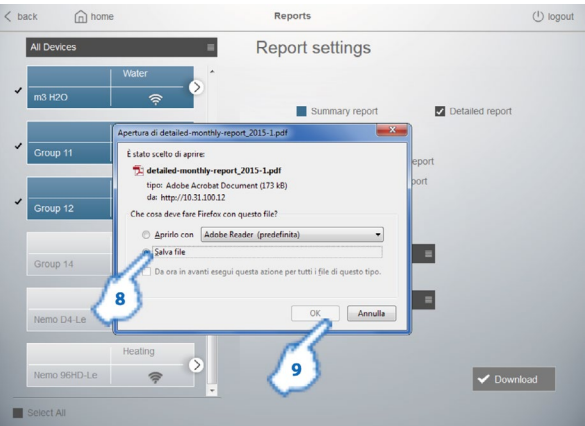 back
home
Reports
logout
All Devices
Report settings
Water
m3 H2O
Summary report
Detailed report
Apertura di detailed-monthly-report_2015-1.pdf
È stato scelto di aprire:
detailed-monthly-report_2015-1.pdf
tipo: Adobe Acrobat Document (173 kB)
da: http://10.31.100.12
Che cosa deve fare Firefox con questo file?
Aprirlo con
Adobe Reader (predefinita)
Salva file
Da ora in avanti esegui questa azione per tutti i file di questo tipo.
OK
Annulla
Group 11
eport
port
Group 12
Group 14
8
Nemo D4-Le
Heating
Nemo 96HD-Le
9
Download
Select All